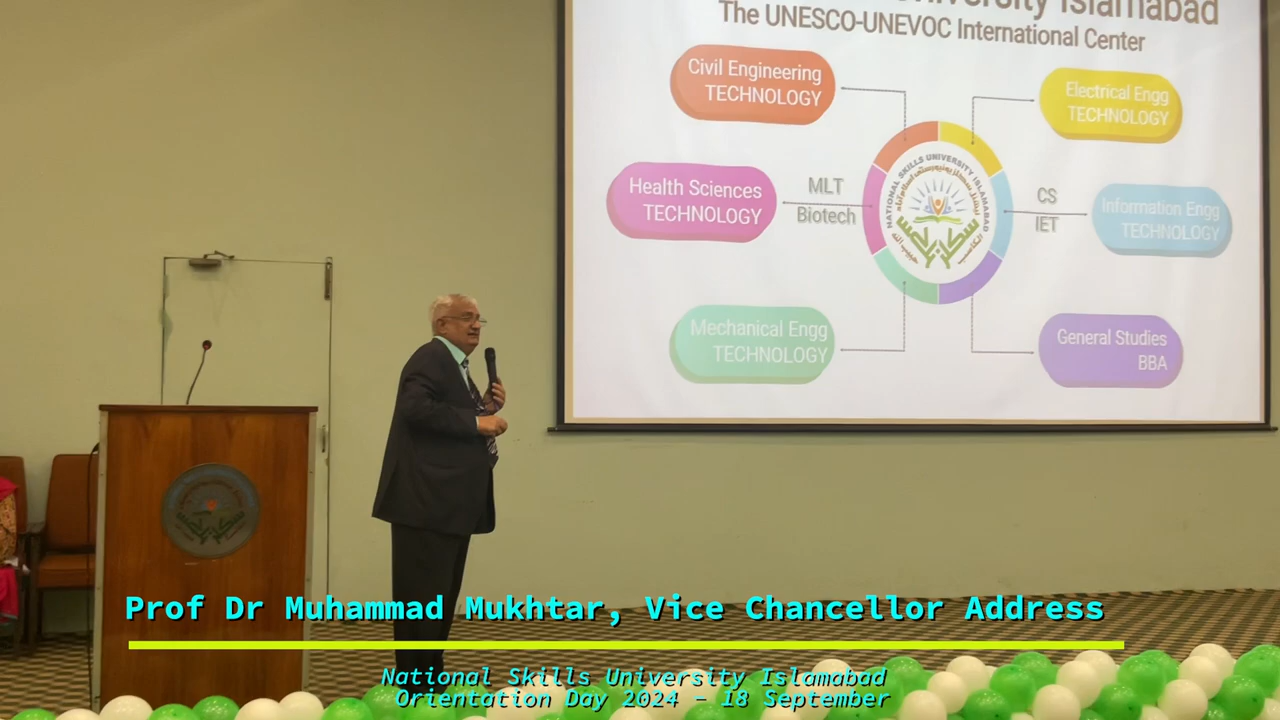 University Islamabad
The UNESCO-UNEVOC International Center
Civil Engineering
TECHNOLOGY
Electrical Engg
TECHNOLOGY
Health Sciences
TECHNOLOGY
MLT
Biotech
NATIONAL SKILLS UNIVERSITY ISLAMABAD
CS
IET
Information Engg
TECHNOLOGY
Mechanical Engg
TECHNOLOGY
General Studies
BBA
Prof Dr Muhammad Mukhtar, Vice Chancellor Address
National Skills University Islamabad
Orientation Day 2024 - 18 September